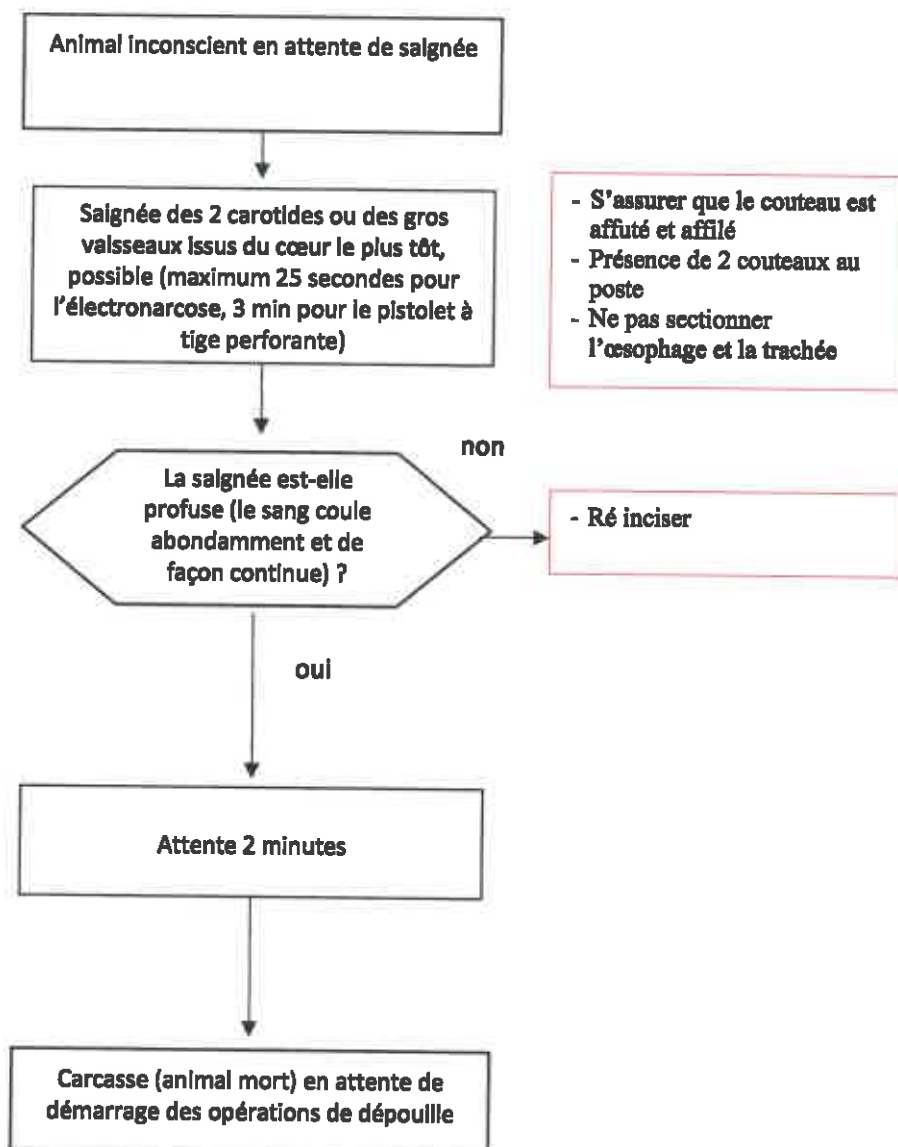 Animal inconscient en attente de saignée
Saignée des 2 carotides ou des gros
vaisseaux issus du cœur le plus tôt,
possible (maximum 25 secondes pour
l'électronarcose, 3 min pour le pistolet à
tige perforante)
- S'assurer que le couteau est
affuté et affilé
- Présence de 2 couteaux au
poste
- Ne pas sectionner
l'œsophage et la trachée
La saignée est-elle
profuse (le sang coule
abondamment et de
façon continue) ?
non
- Ré inciser
oui
Attente 2 minutes
Carcasse (animal mort) en attente de
démarrage des opérations de dépouille